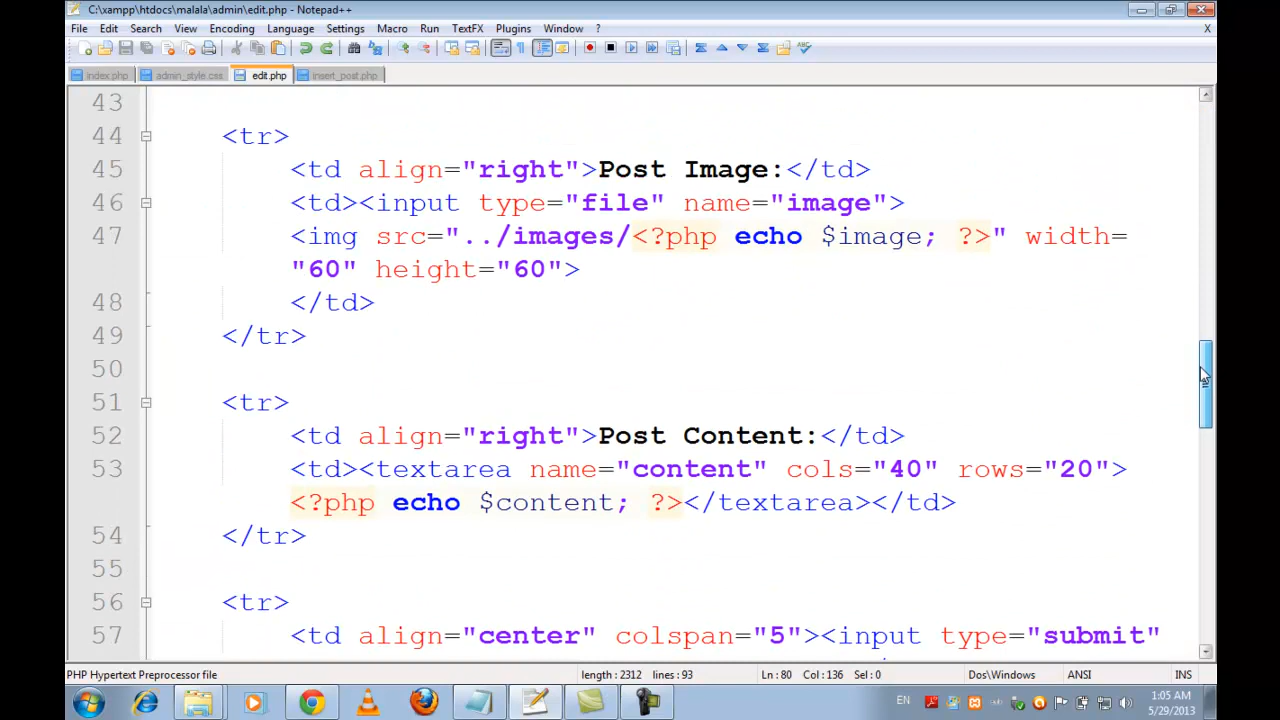 C:\xampp\htdocs\malala\admin\edit.php - Notepad++
File Edit Search View Encoding Language Settings Macro Run TextFX Plugins Window ? X
index.php admin_style.css edit.php insert_post.php
43
44 <tr>
45 <td align="right">Post Image:</td>
46 <td><input type="file" name="image">
47 <img src="../images/<?php echo $image; ?>" width=
"60" height="60">
48 </td>
49 </tr>
50
51 <tr>
52 <td align="right">Post Content:</td>
53 <td><textarea name="content" cols="40" rows="20">
<?php echo $content; ?></textarea></td>
54 </tr>
55
56 <tr>
57 <td align="center" colspan="5"><input type="submit"
PHP Hypertext Preprocessor file length : 2312 lines : 93 Ln : 80 Col : 136 Sel : 0 Dos\Windows ANSI INS
EN 1:05 AM
5/29/2013